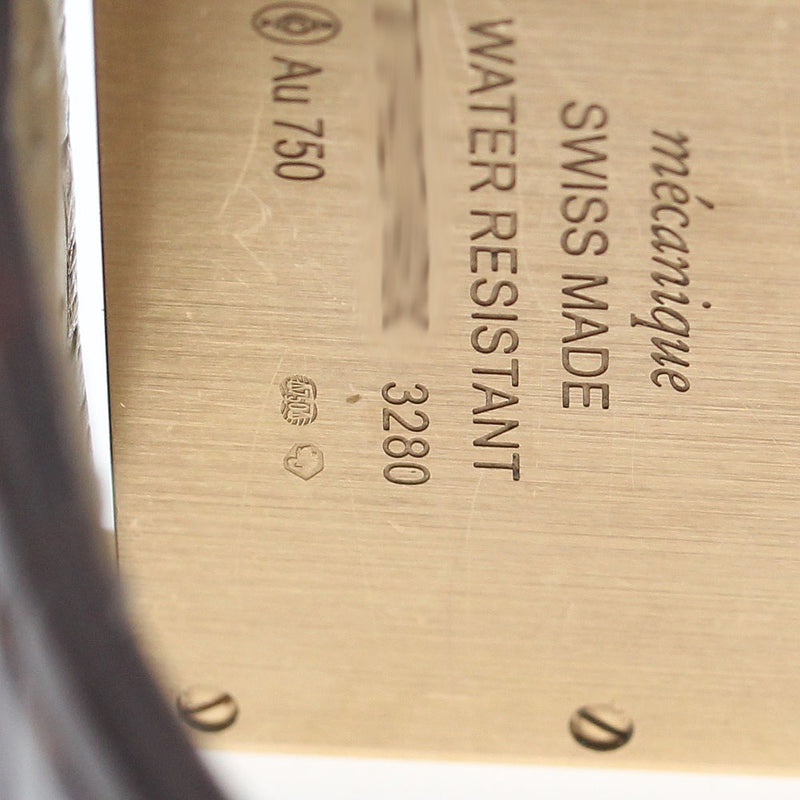 mécanique
SWISS MADE
WATER RESISTANT
3280
Au 750